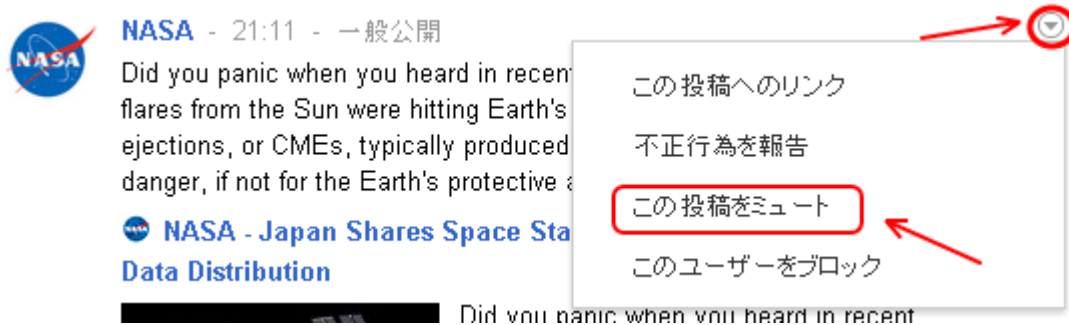 NASA - 21:11 - 一般公開
NASA
Did you panic when you heard in recen
flares from the Sun were hitting Earth's
ejections, or CMEs, typically produced
danger, if not for the Earth's protective
NASA - Japan Shares Space Sta
Data Distribution
Did you panic when you heard in recent
この投稿へのリンク
不正行為を報告
この投稿をミュート
このユーザーをブロック